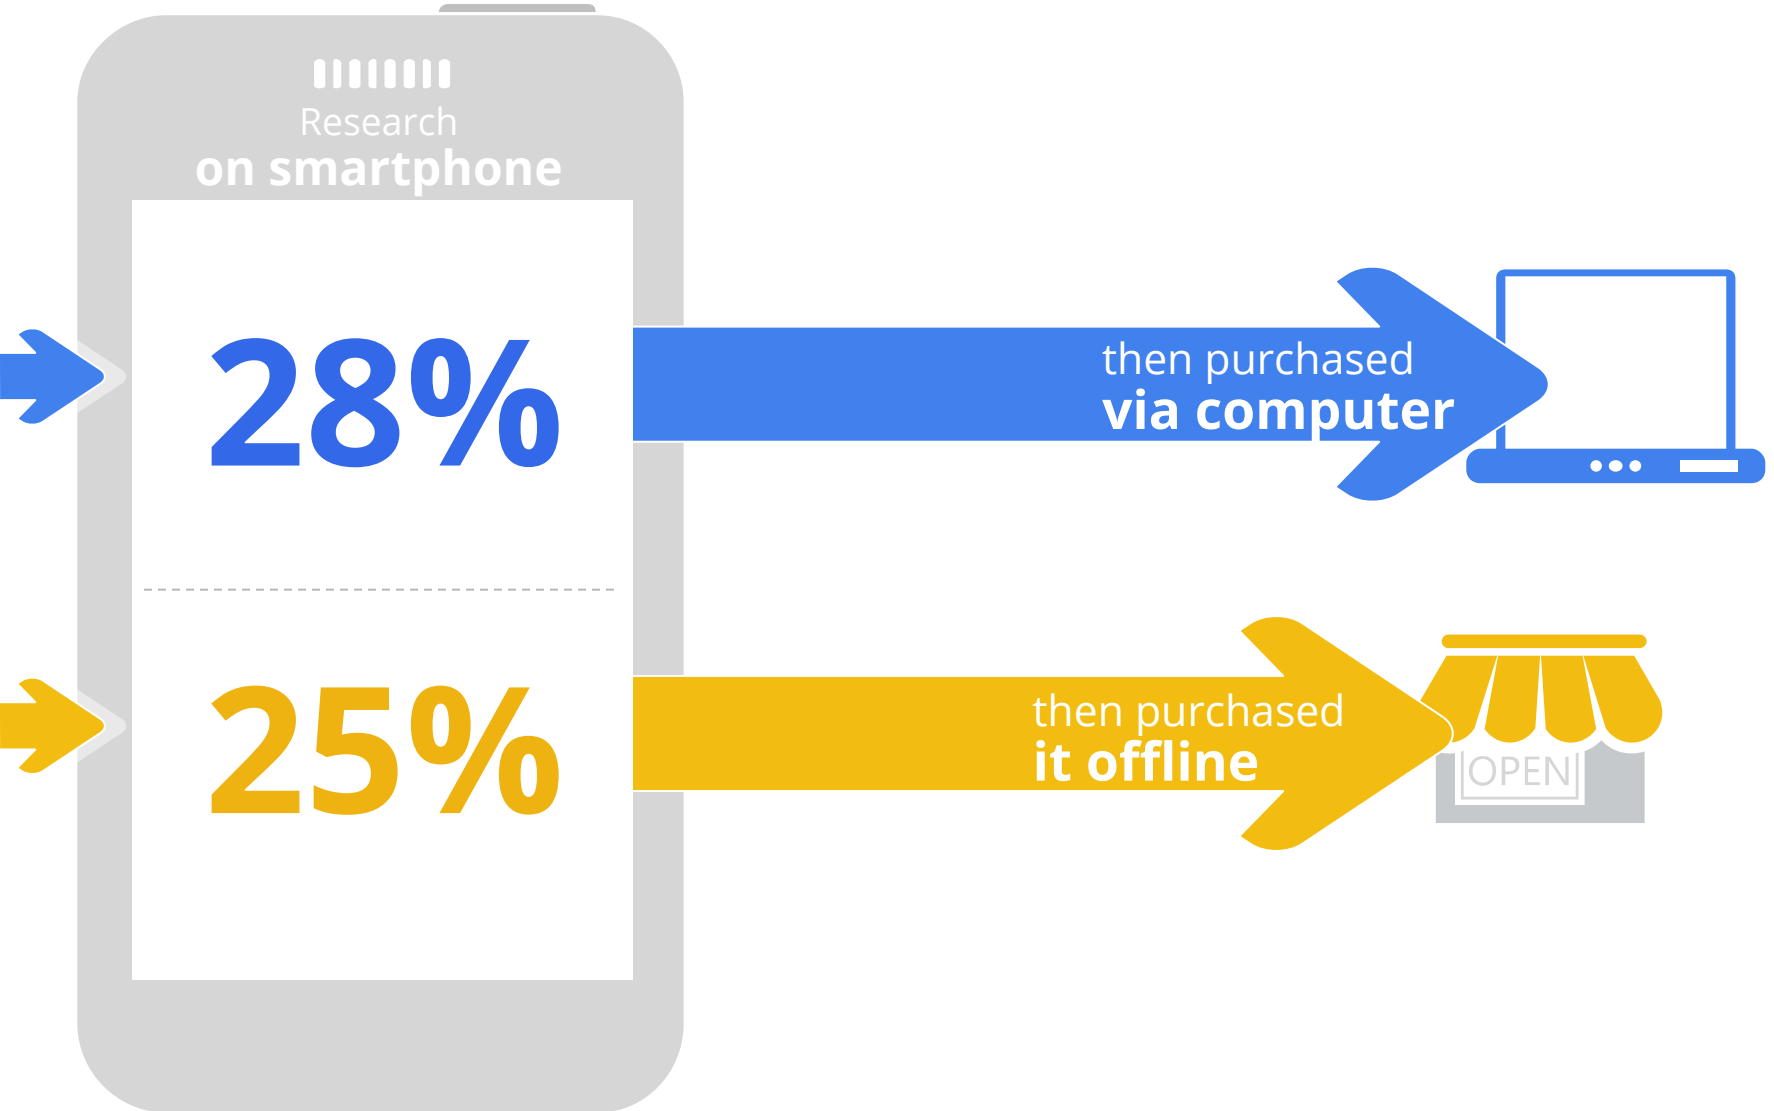 Research
on smartphone
28%
then purchased
via computer
25%
then purchased
it offline
OPEN